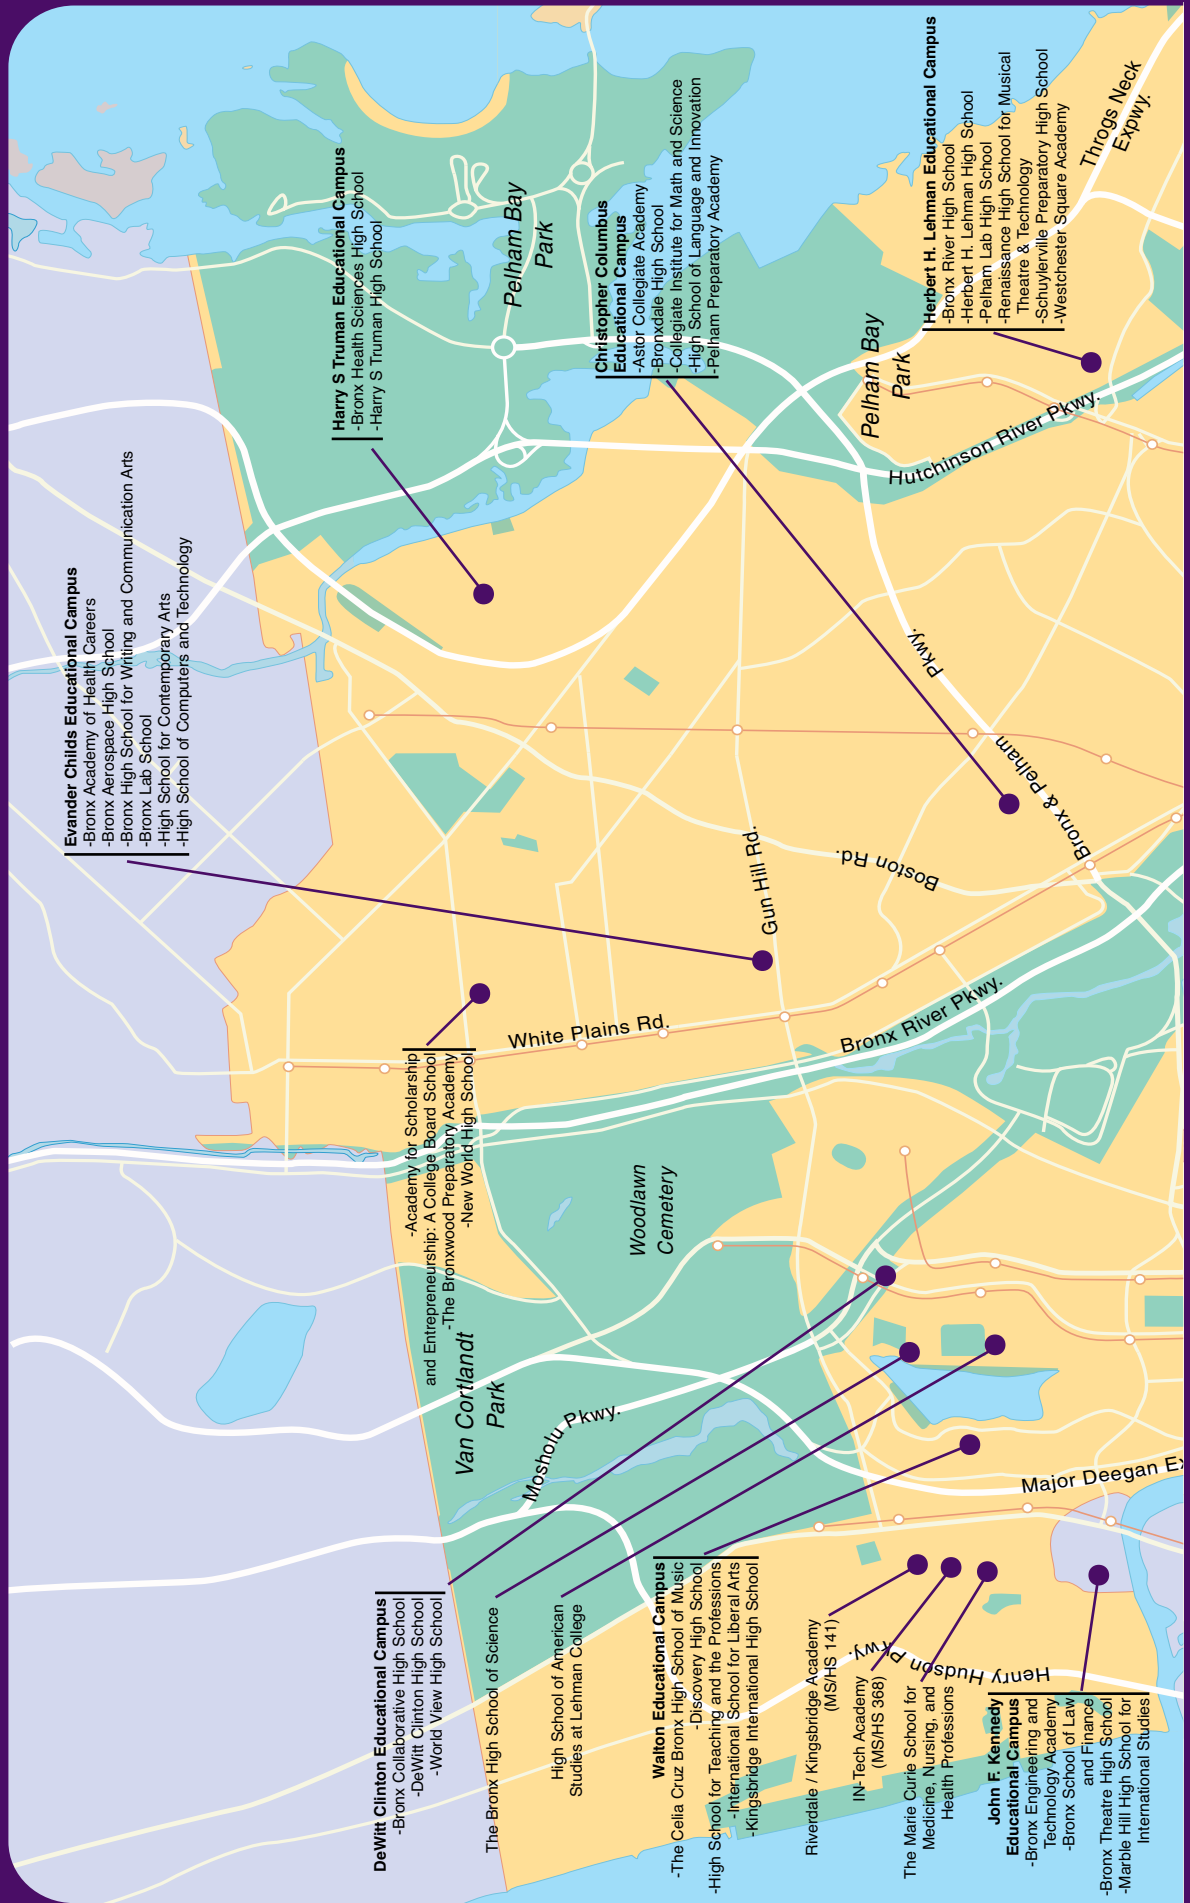 DeWitt Clinton Educational Campus
-Bronx Collaborative High School
-DeWitt Clinton High School
-World View High School
The Bronx High School of Science
High School of American
Studies at Lehman College
Walton Educational Campus
-The Celia Cruz Bronx High School of Music
-Discovery High School
-High School for Teaching and the Professions
-International School for Liberal Arts
-Kingsbridge International High School
Riverdale / Kingsbridge Academy
(MS/HS 141)
IN-Tech Academy
(MS/HS 368)
The Marie Curie School for
Medicine, Nursing, and
Health Professions
John F. Kennedy
Educational Campus
-Bronx Engineering and
Technology Academy
-Bronx School of Law
and Finance
-Bronx Theatre High School
-Marble Hill High School for
International Studies
-Academy for Scholarship
and Entrepreneurship: A College Board School
-The Bronxwood Preparatory Academy
-New World High School
Evander Childs Educational Campus
-Bronx Academy of Health Careers
-Bronx Aerospace High School
-Bronx High School for Writing and Communication Arts
-Bronx Lab School
-High School for Contemporary Arts
-High School of Computers and Technology
Harry S Truman Educational Campus
-Bronx Health Sciences High School
-Harry S Truman High School
Christopher Columbus
Educational Campus
-Astor Collegiate Academy
-Bronxdale High School
-Collegiate Institute for Math and Science
-High School of Language and Innovation
-Pelham Preparatory Academy
Herbert H. Lehman Educational Campus
-Bronx River High School
-Herbert H. Lehman High School
-Pelham Lab High School
-Renaissance High School for Musical
Theatre & Technology
-Schuylerville Preparatory High School
-Westchester Square Academy
Van Cortlandt
Park
Mosholu Pkwy.
Woodlawn
Cemetery
Henry Hudson Pkwy.
Major Deegan Ex
White Plains Rd.
Bronx River Pkwy.
Gun Hill Rd.
Boston Rd.
Bronx & Pelham
Pkwy.
Pelham Bay
Park
Pelham Bay
Park
Hutchinson River Pkwy.
Throgs Neck
Expwy.